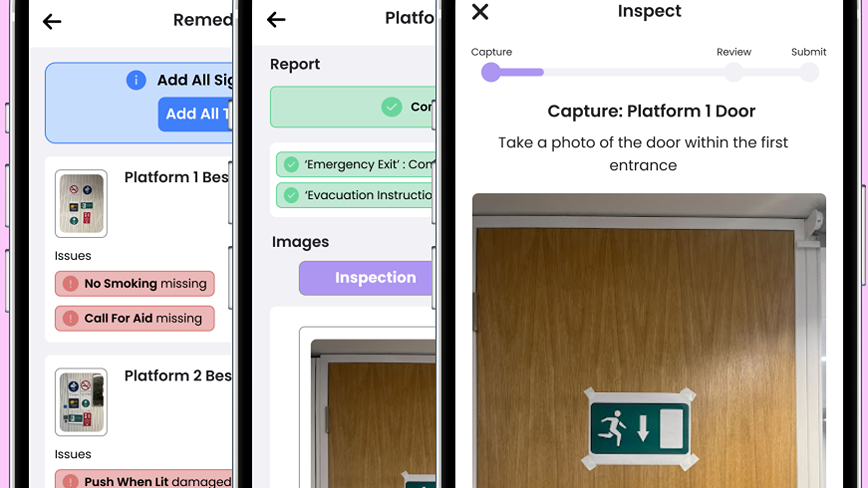 Remed
Add All Sig
Add All T
Platform 1 Bes
Issues
No Smoking missing
Call For Aid missing
Platform 2 Bes
Issues
Push When Lit damaged
Platfo
Report
Con
'Emergency Exit' : Com
'Evacuation Instructio
Images
Inspection
Inspect
Capture
Review
Submit
Capture: Platform 1 Door
Take a photo of the door within the first
entrance